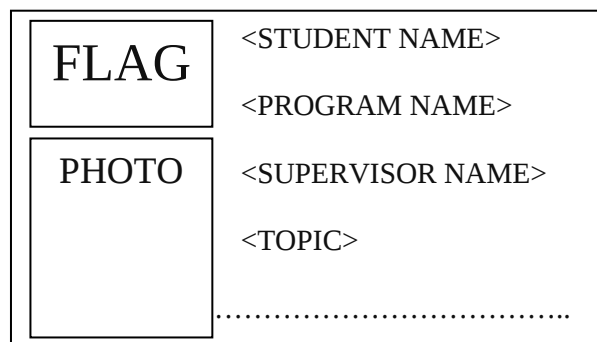 FLAG
<STUDENT NAME>
<PROGRAM NAME>
PHOTO
<SUPERVISOR NAME>
<TOPIC>
………………………………..